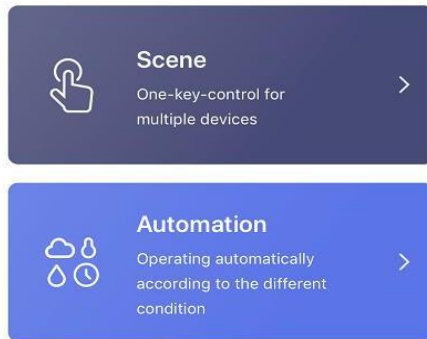 Scene
One-key-control for
multiple devices
Automation
Operating automatically
according to the different
condition